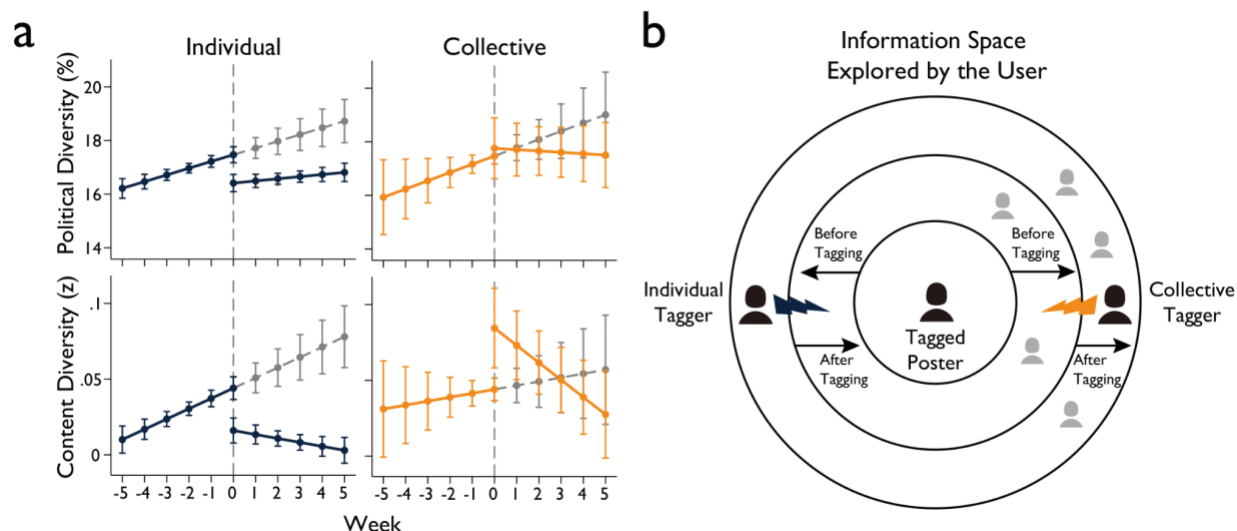 a
Individual
Collective
Political Diversity (%)
20
18
16
14
Content Diversity (z)
.1
.05
0
-5 -4 -3 -2 -1 0 1 2 3 4 5
-5 -4 -3 -2 -1 0 1 2 3 4 5
Week
b
Information Space
Explored by the User
Before
Tagging
Before
Tagging
Individual
Tagger
Tagged
Poster
Collective
Tagger
After
Tagging
After
Tagging